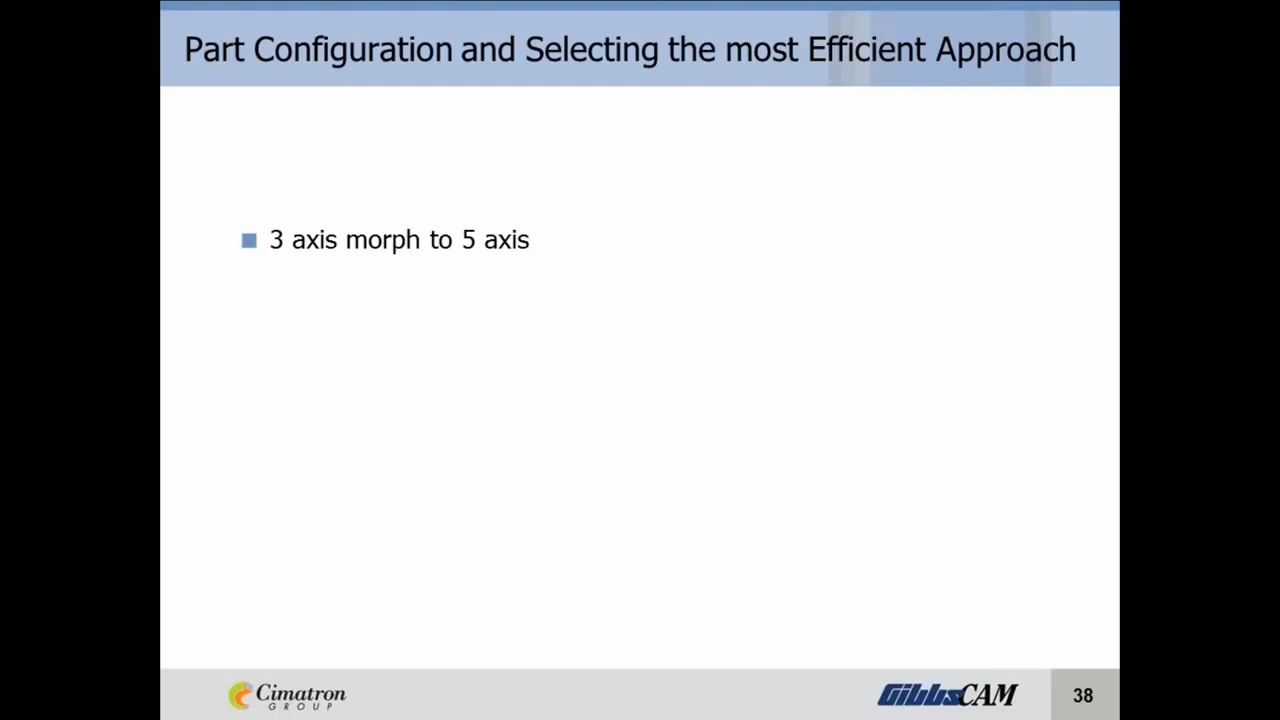 Part Configuration and Selecting the most Efficient Approach
3 axis morph to 5 axis
Cimatron
GROUP
GibbsCAM
38